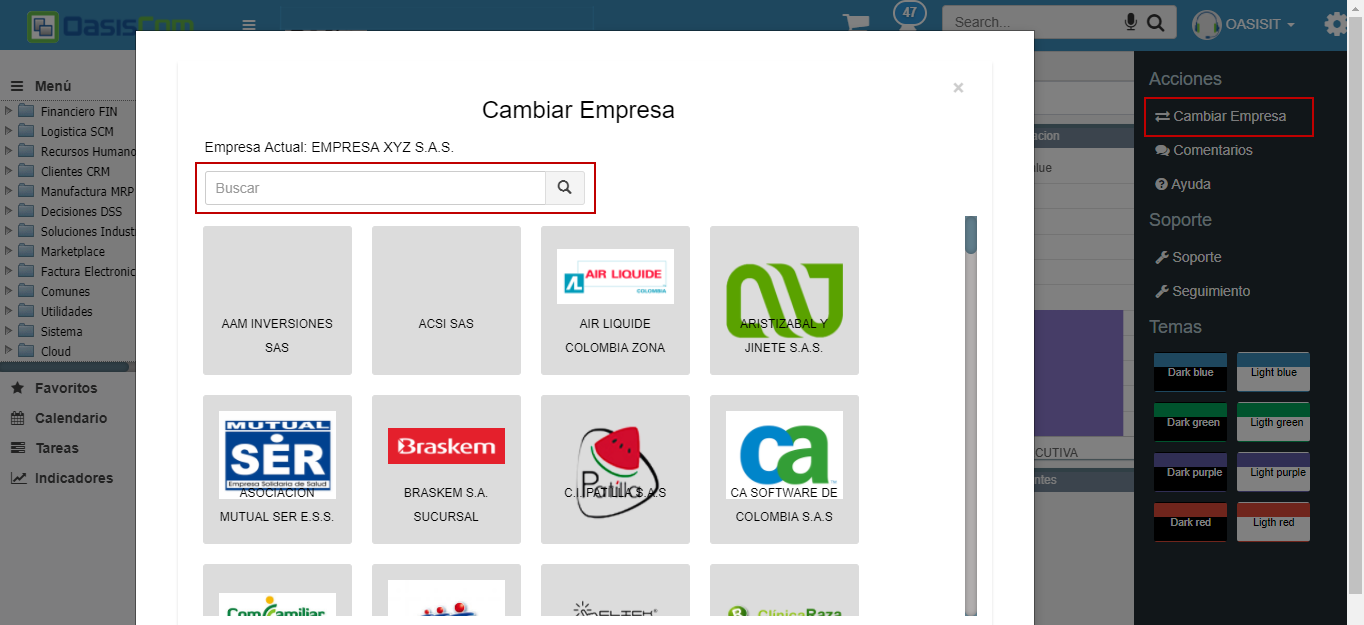 OasisCom
47
Search...
OASISIT
Menú
Financiero FIN
Logistica SCM
Recursos Humano
Clientes CRM
Manufactura MRP
Decisiones DSS
Soluciones Indust
Marketplace
Factura Electronic
Comunes
Utilidades
Sistema
Cloud
Favoritos
Calendario
Tareas
Indicadores
×
Cambiar Empresa
Empresa Actual: EMPRESA XYZ S.A.S.
Buscar
AAM INVERSIONES
SAS
ACSI SAS
AIR LIQUIDE
COLOMBIA
AIR LIQUIDE
COLOMBIA ZONA
ARISTIZABAL Y
JINETE S.A.S.
MUTUAL
SER
Empresa Solidaria de Salud
ASOCIACION
MUTUAL SER E.S.S.
Braskem
BRASKEM S.A.
SUCURSAL
Patilla
C.I. PATILLA S.A.S
ca
CA SOFTWARE DE
COLOMBIA S.A.S
Comfamiliar
ClínicaRaza
cion
lue
CUTIVA
ntes
Acciones
Cambiar Empresa
Comentarios
Ayuda
Soporte
Soporte
Seguimiento
Temas
Dark blue
Light blue
Dark green
Ligth green
Dark purple
Light purple
Dark red
Ligth red